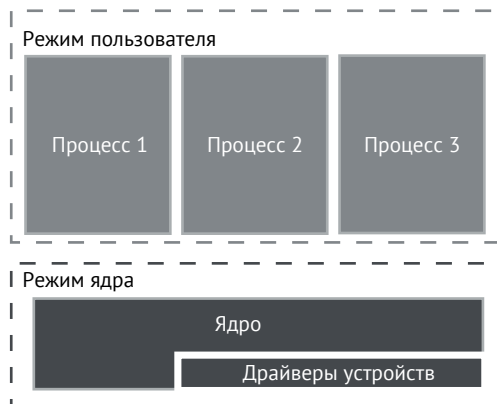 Режим пользователя
Процесс 1
Процесс 2
Процесс 3
Режим ядра
Ядро
Драйверы устройств